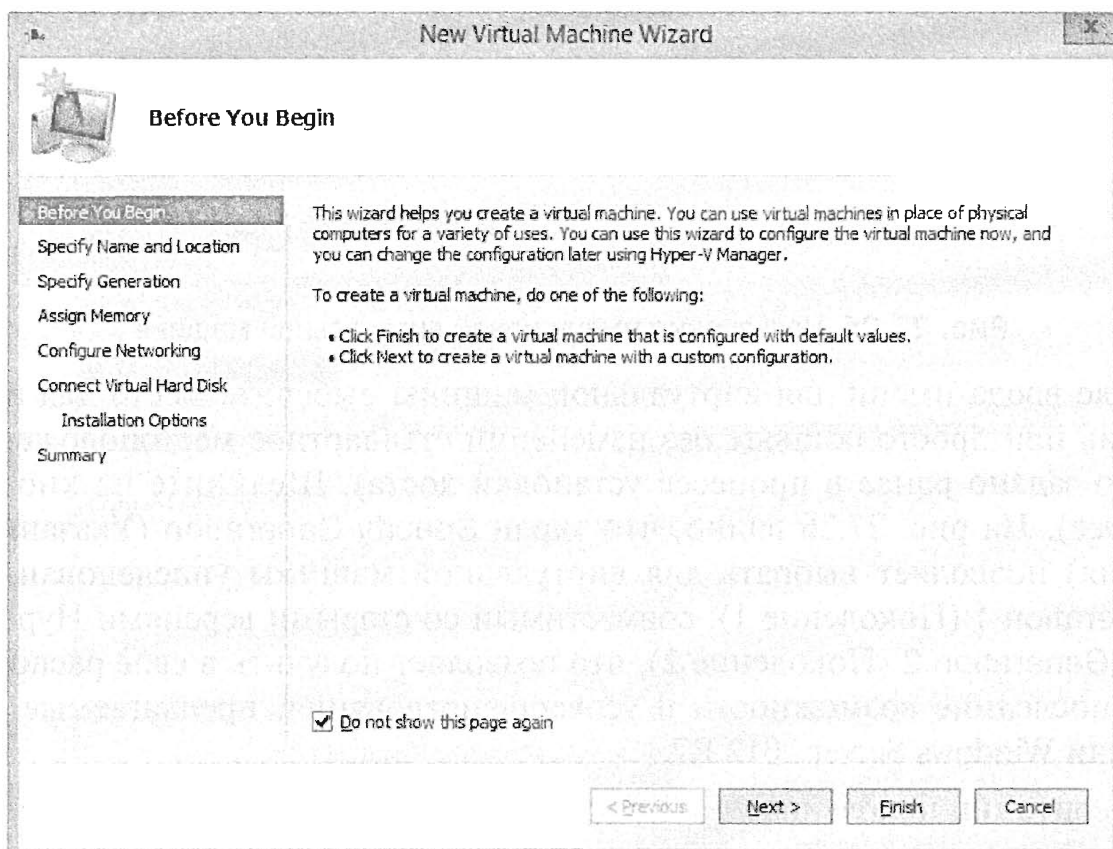 New Virtual Machine Wizard
Before You Begin
Before You Begin
Specify Name and Location
Specify Generation
Assign Memory
Configure Networking
Connect Virtual Hard Disk
Installation Options
Summary
This wizard helps you create a virtual machine. You can use virtual machines in place of physical
computers for a variety of uses. You can use this wizard to configure the virtual machine now, and
you can change the configuration later using Hyper-V Manager.
To create a virtual machine, do one of the following:
• Click Finish to create a virtual machine that is configured with default values.
• Click Next to create a virtual machine with a custom configuration.
Do not show this page again
< Previous
Next >
Finish
Cancel